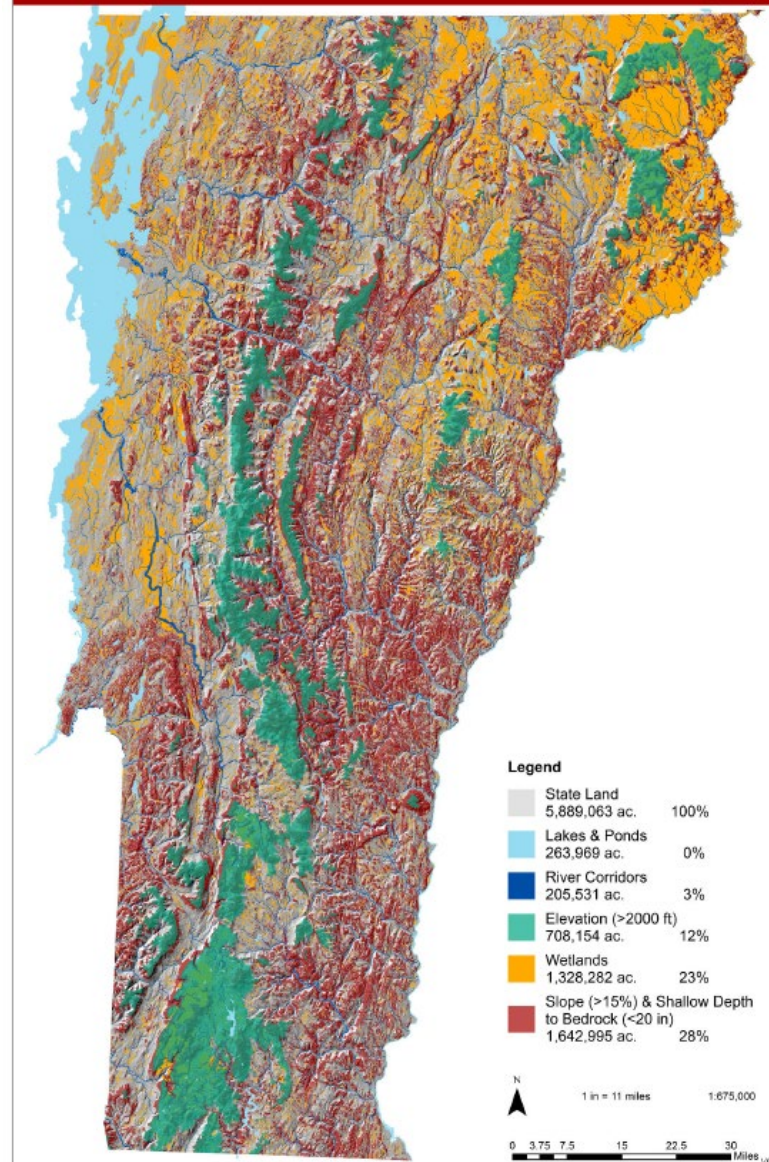 Legend
State Land
5,889,063 ac. 100%
Lakes & Ponds
263,969 ac. 0%
River Corridors
205,531 ac. 3%
Elevation (>2000 ft)
708,154 ac. 12%
Wetlands
1,328,282 ac. 23%
Slope (>15%) & Shallow Depth
to Bedrock (<20 in)
1,642,995 ac. 28%
N
1 in = 11 miles 1:675,000
0 3.75 7.5 15 22.5 30
Miles